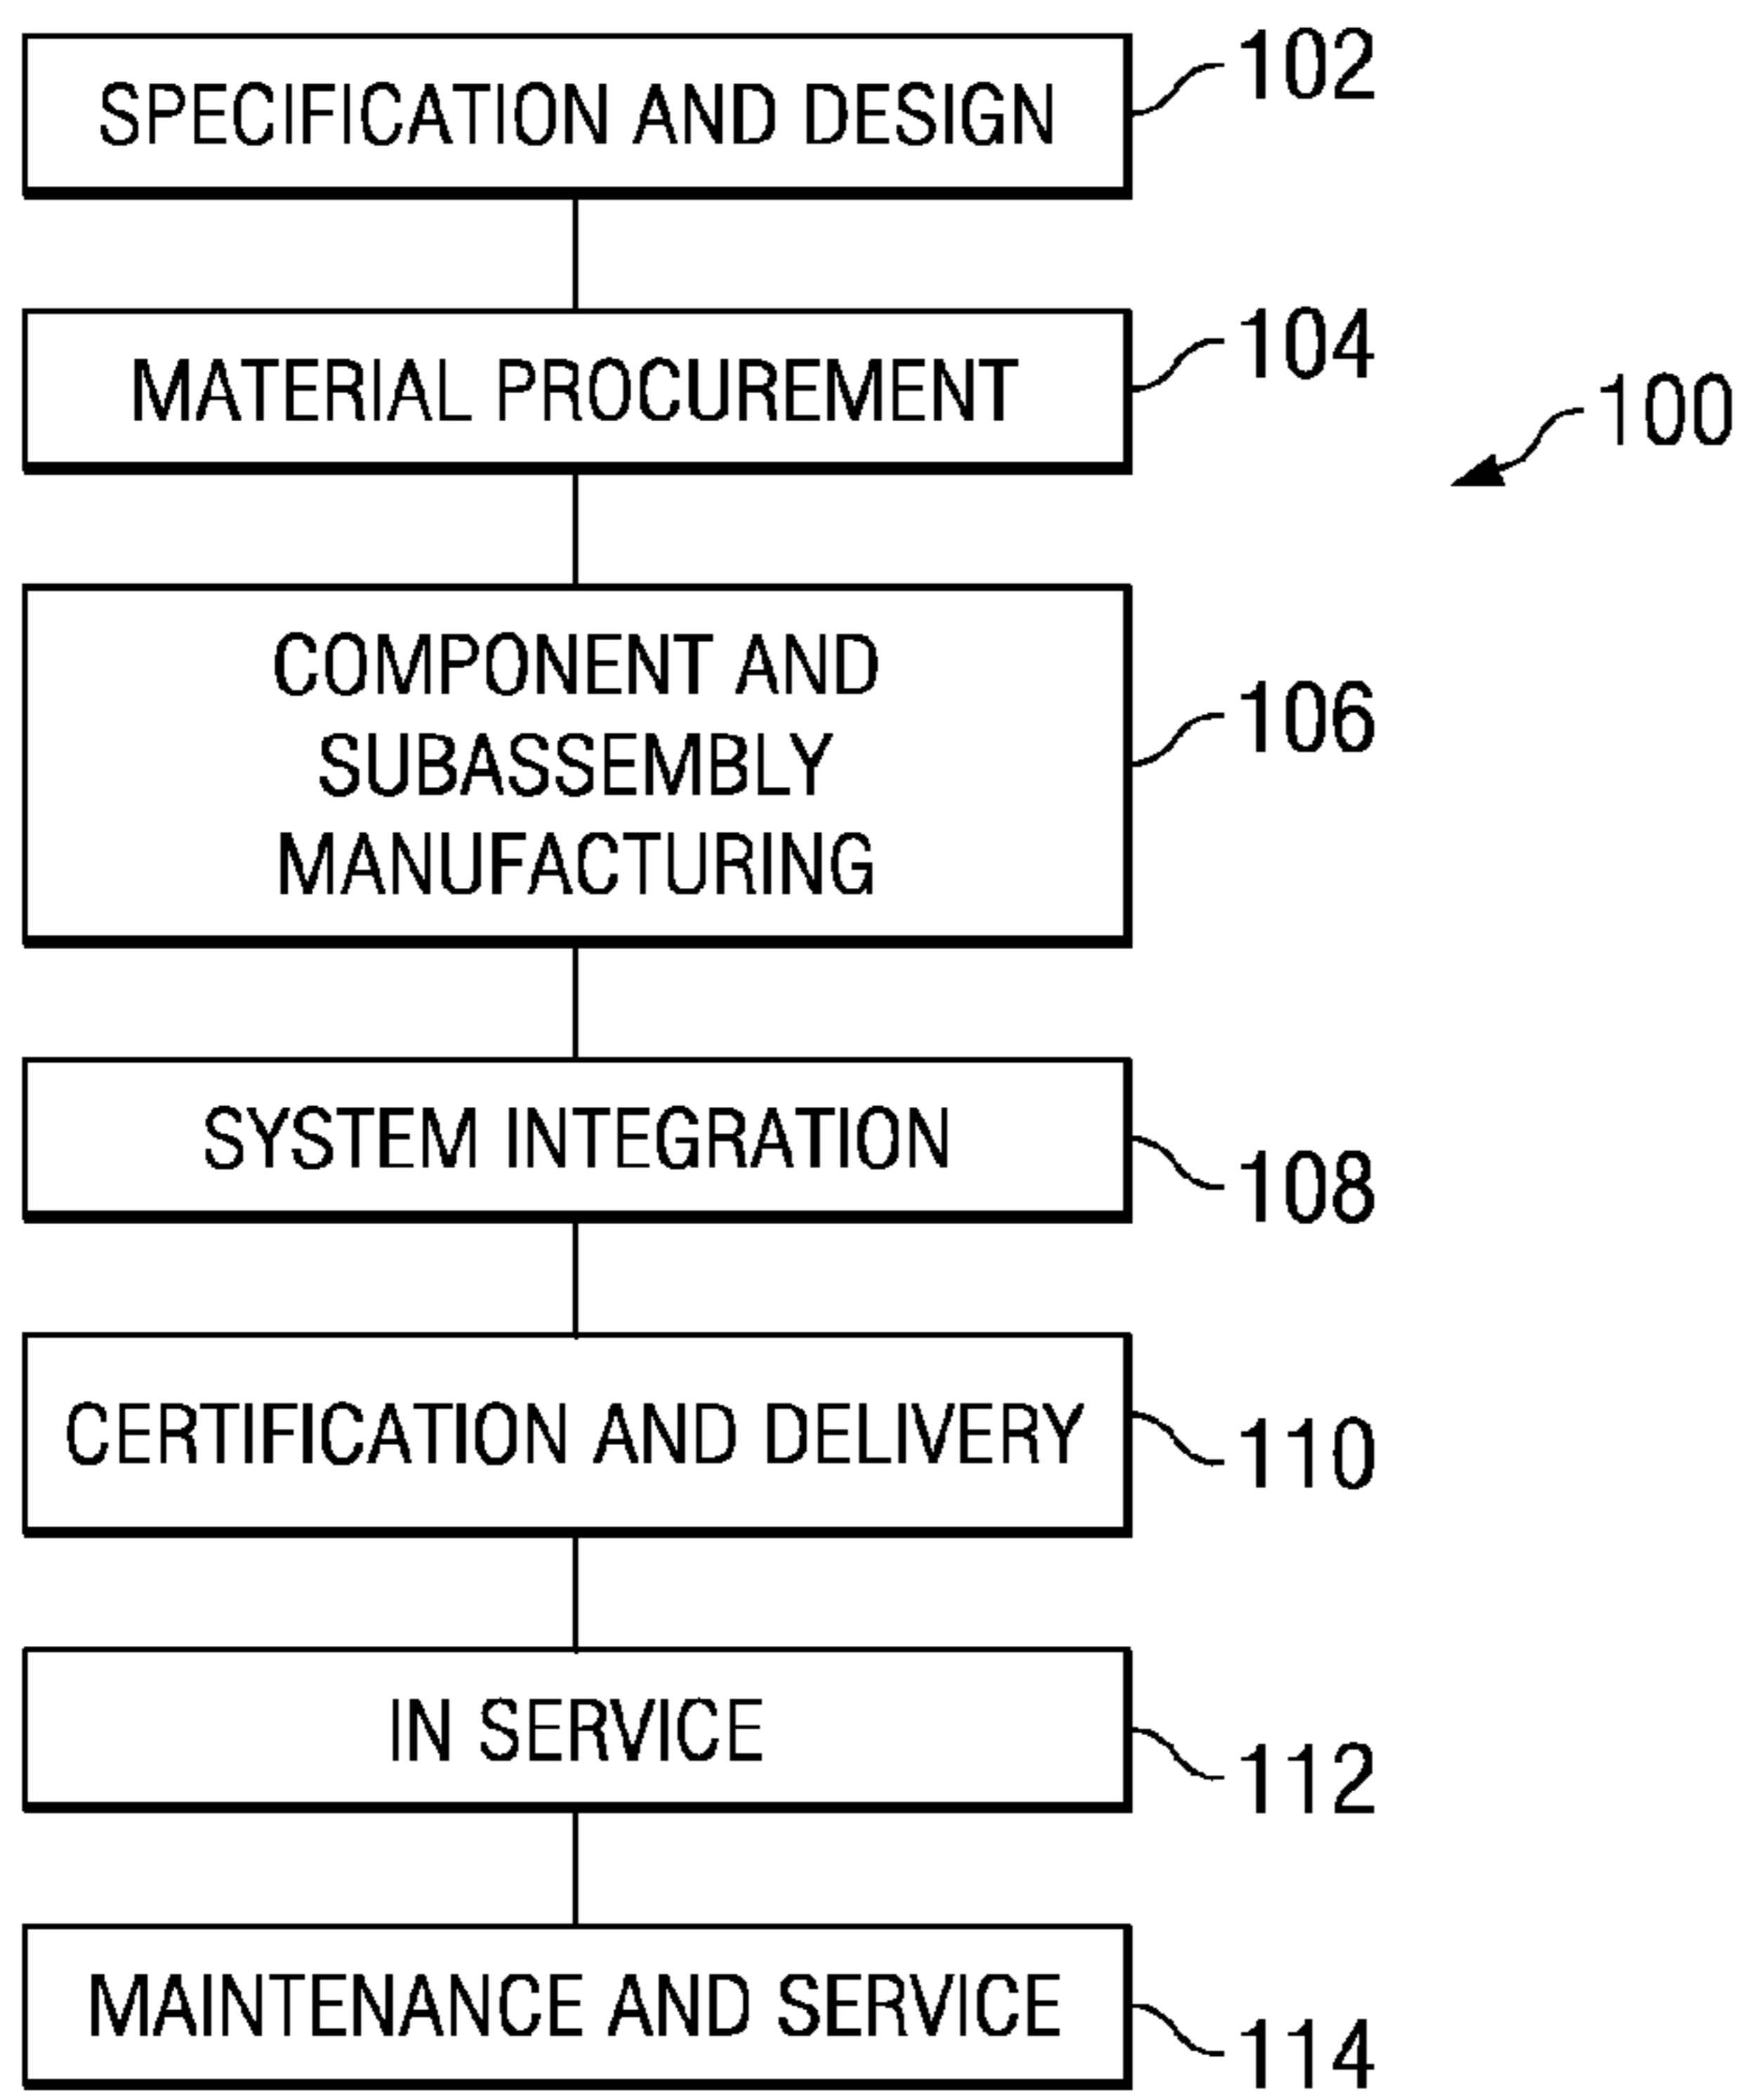 SPECIFICATION AND DESIGN
102
MATERIAL PROCUREMENT
104
100
COMPONENT AND
SUBASSEMBLY
MANUFACTURING
106
SYSTEM INTEGRATION
108
CERTIFICATION AND DELIVERY
110
IN SERVICE
112
MAINTENANCE AND SERVICE
114